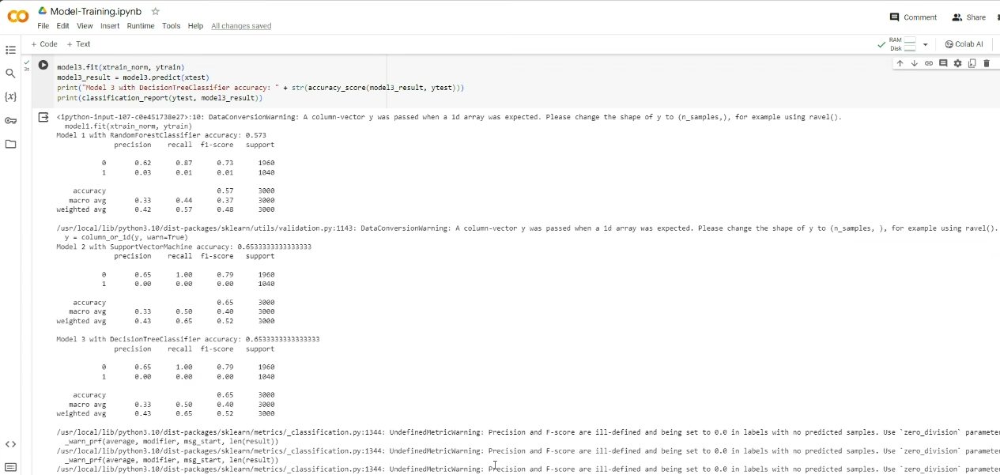 Model-Training.ipynb
Comment
Share
File Edit View Insert Runtime Tools Help All changes saved
+ Code + Text
RAM
Disk
Colab AI
{x}
3s
model3.fit(xtrain_norm, ytrain)
model3_result = model3.predict(xtest)
print("Model 3 with DecisionTreeClassifier accuracy: " + str(accuracy_score(model3_result, ytest)))
print(classification_report(ytest, model3_result))
<ipython-input-107-c0e451738e27>:10: DataConversionWarning: A column-vector y was passed when a 1d array was expected. Please change the shape of y to (n_samples,), for example using ravel().
model1.fit(xtrain_norm, ytrain)
Model 1 with RandomForestClassifier accuracy: 0.573
precision recall f1-score support
0 0.62 0.87 0.73 1960
1 0.03 0.01 0.01 1040
accuracy 0.57 3000
macro avg 0.33 0.44 0.37 3000
weighted avg 0.42 0.57 0.48 3000
/usr/local/lib/python3.10/dist-packages/sklearn/utils/validation.py:1143: DataConversionWarning: A column-vector y was passed when a 1d array was expected. Please change the shape of y to (n_samples, ), for example using ravel().
y = column_or_1d(y, warn=True)
Model 2 with SupportVectorMachine accuracy: 0.6533333333333333
precision recall f1-score support
0 0.65 1.00 0.79 1960
1 0.00 0.00 0.00 1040
accuracy 0.65 3000
macro avg 0.33 0.50 0.40 3000
weighted avg 0.43 0.65 0.52 3000
Model 3 with DecisionTreeClassifier accuracy: 0.6533333333333333
precision recall f1-score support
0 0.65 1.00 0.79 1960
1 0.00 0.00 0.00 1040
accuracy 0.65 3000
macro avg 0.33 0.50 0.40 3000
weighted avg 0.43 0.65 0.52 3000
/usr/local/lib/python3.10/dist-packages/sklearn/metrics/_classification.py:1344: UndefinedMetricWarning: Precision and F-score are ill-defined and being set to 0.0 in labels with no predicted samples. Use `zero_division` parameter
_warn_prf(average, modifier, msg_start, len(result))
/usr/local/lib/python3.10/dist-packages/sklearn/metrics/_classification.py:1344: UndefinedMetricWarning: Precision and F-score are ill-defined and being set to 0.0 in labels with no predicted samples. Use `zero_division` parameter
_warn_prf(average, modifier, msg_start, len(result))
/usr/local/lib/python3.10/dist-packages/sklearn/metrics/_classification.py:1344: UndefinedMetricWarning: Precision and F-score are ill-defined and being set to 0.0 in labels with no predicted samples. Use `zero_division` parameter